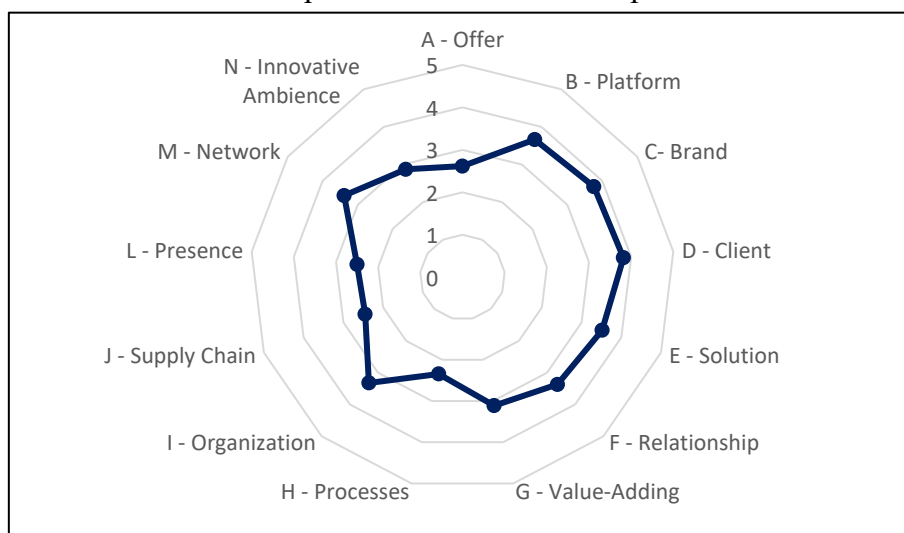 A - Offer
B - Platform
C- Brand
D - Client
E - Solution
F - Relationship
G - Value-Adding
H - Processes
I - Organization
J - Supply Chain
L - Presence
M - Network
N - Innovative
Ambience
5
4
3
2
1
0